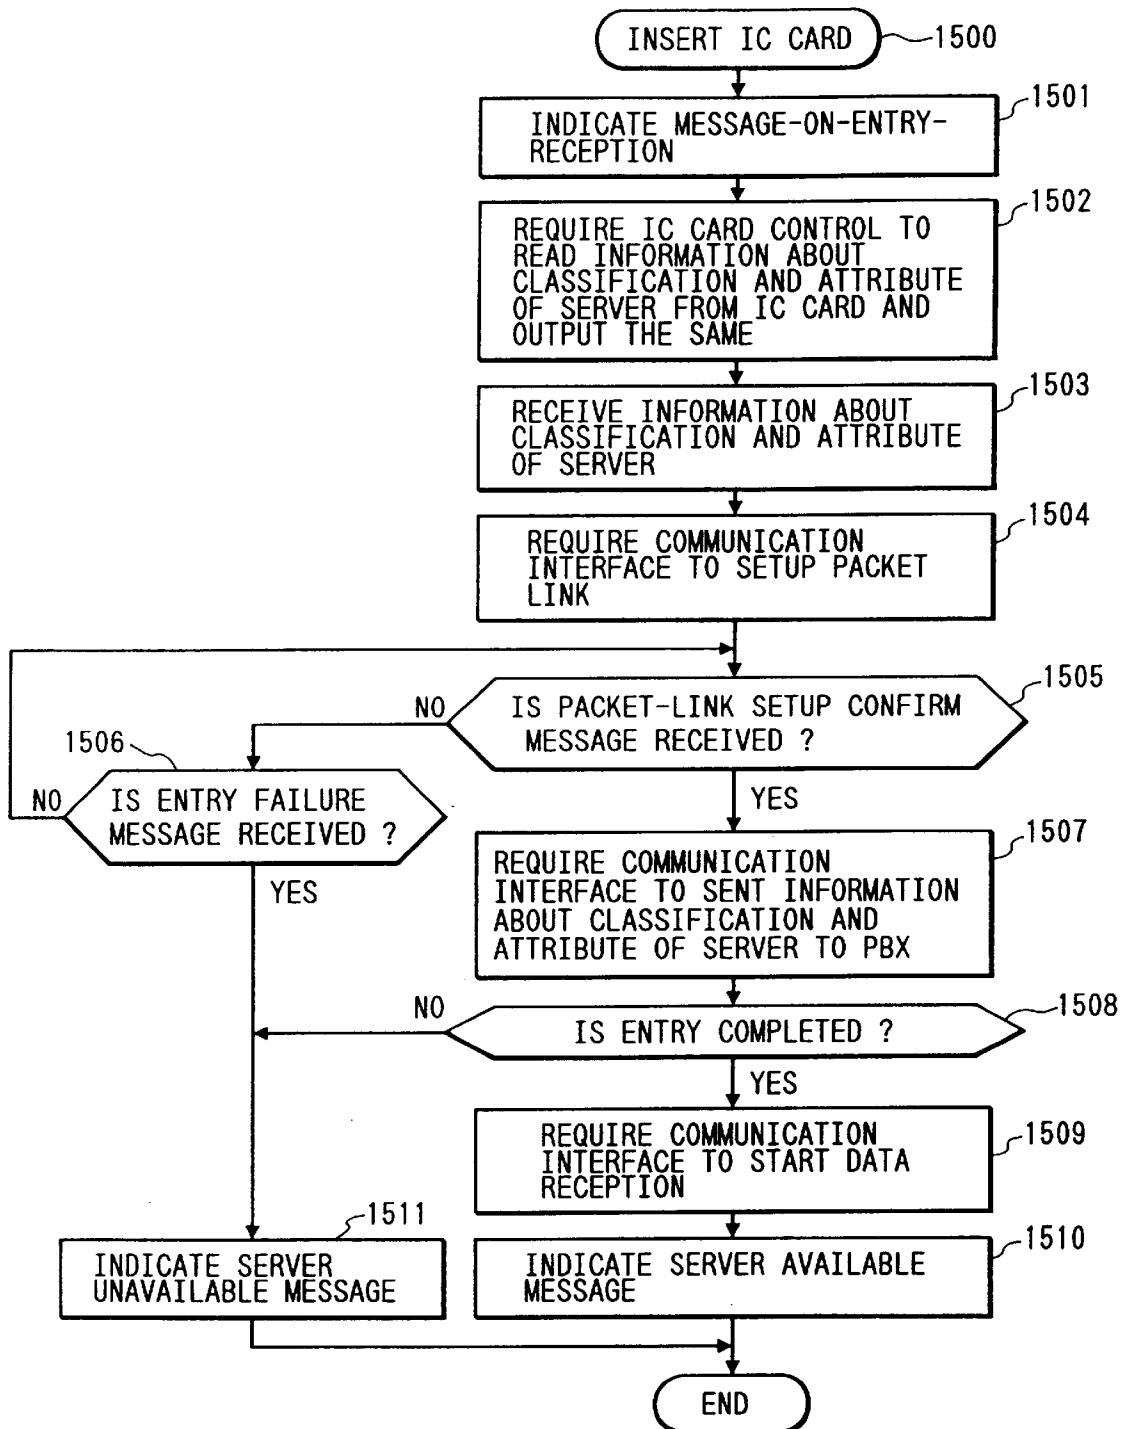 INSERT IC CARD
1500
1501
INDICATE MESSAGE-ON-ENTRY-
RECEPTION
1502
REQUIRE IC CARD CONTROL TO
READ INFORMATION ABOUT
CLASSIFICATION AND ATTRIBUTE
OF SERVER FROM IC CARD AND
OUTPUT THE SAME
1503
RECEIVE INFORMATION ABOUT
CLASSIFICATION AND ATTRIBUTE
OF SERVER
1504
REQUIRE COMMUNICATION
INTERFACE TO SETUP PACKET
LINK
1505
NO
IS PACKET-LINK SETUP CONFIRM
MESSAGE RECEIVED ?
1506
NO
IS ENTRY FAILURE
MESSAGE RECEIVED ?
YES
YES
1507
REQUIRE COMMUNICATION
INTERFACE TO SENT INFORMATION
ABOUT CLASSIFICATION AND
ATTRIBUTE OF SERVER TO PBX
NO
1508
IS ENTRY COMPLETED ?
YES
1509
REQUIRE COMMUNICATION
INTERFACE TO START DATA
RECEPTION
1511
INDICATE SERVER
UNAVAILABLE MESSAGE
1510
INDICATE SERVER AVAILABLE
MESSAGE
END